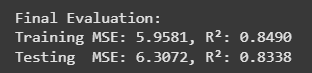 Final Evaluation:
Training MSE: 5.9581, R²: 0.8490
Testing  MSE: 6.3072, R²: 0.8338